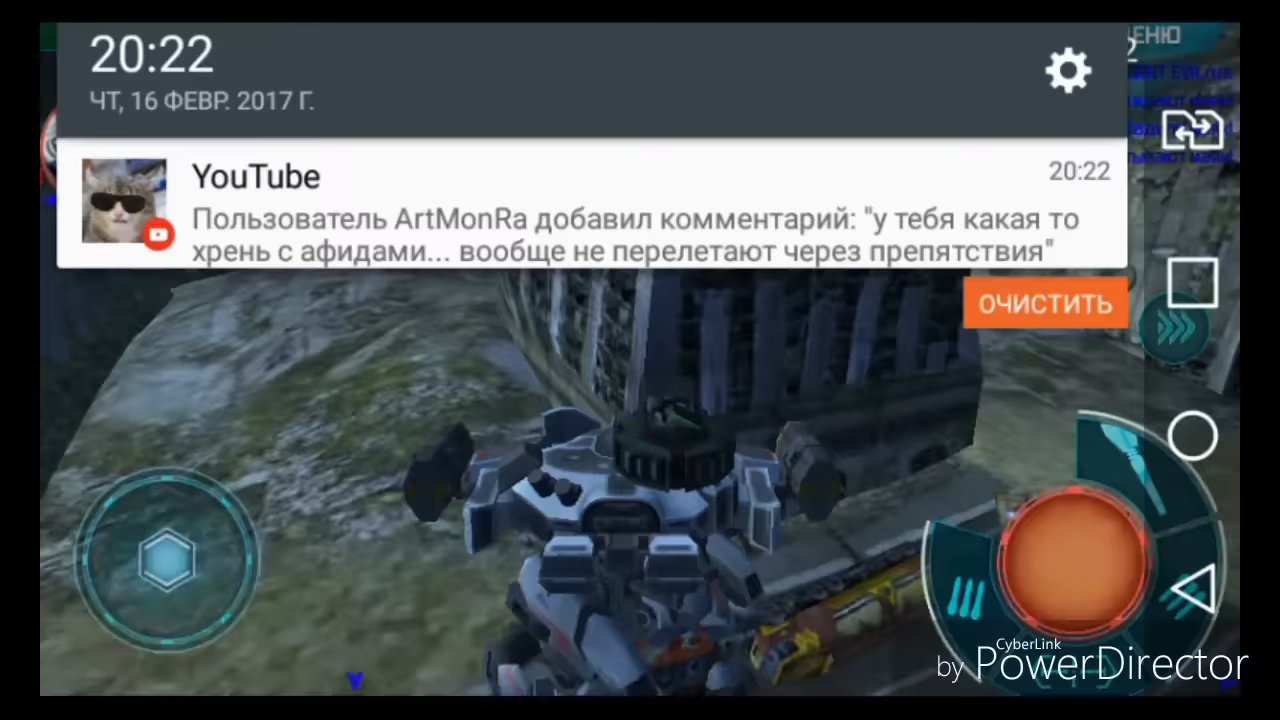 20:22
ЕНЮ
ЧТ, 16 ФЕВР. 2017 Г.
YouTube
20:22
Пользователь ArtMonRa добавил комментарий: "у тебя какая то
хрень с афидами... вообще не перелетают через препятствия"
ОЧИСТИТЬ
CyberLink
by PowerDirector